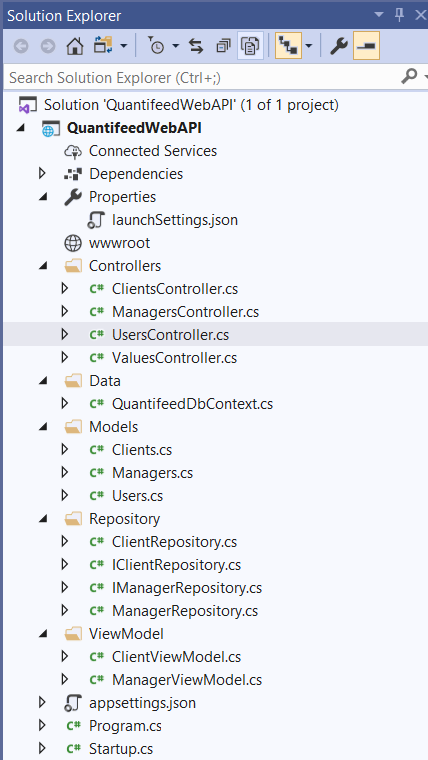 Solution Explorer
Search Solution Explorer (Ctrl+;)
Solution 'QuantifeedWebAPI' (1 of 1 project)
QuantifeedWebAPI
Connected Services
Dependencies
Properties
launchSettings.json
wwwroot
Controllers
C# ClientsController.cs
C# ManagersController.cs
C# UsersController.cs
C# ValuesController.cs
Data
C# QuantifeedDbContext.cs
Models
C# Clients.cs
C# Managers.cs
C# Users.cs
Repository
C# ClientRepository.cs
C# IClientRepository.cs
C# IManagerRepository.cs
C# ManagerRepository.cs
ViewModel
C# ClientViewModel.cs
C# ManagerViewModel.cs
appsettings.json
C# Program.cs
C# Startup.cs